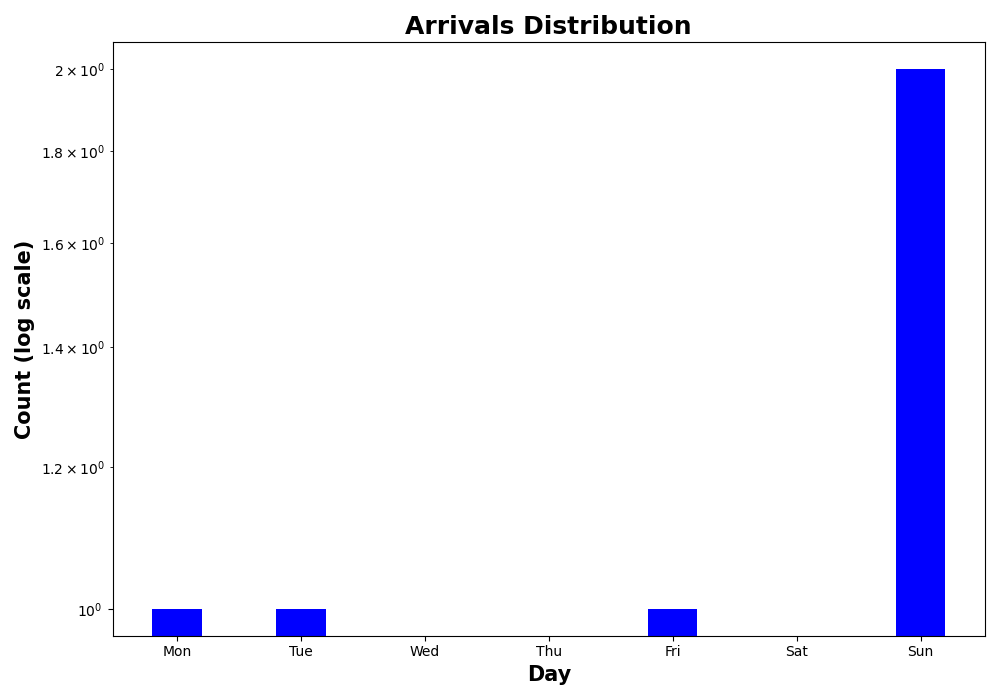 Arrivals Distribution
2 × 10⁰
1.8 × 10⁰
1.6 × 10⁰
1.4 × 10⁰
1.2 × 10⁰
10⁰
Count (log scale)
Mon Tue Wed Thu Fri Sat Sun
Day